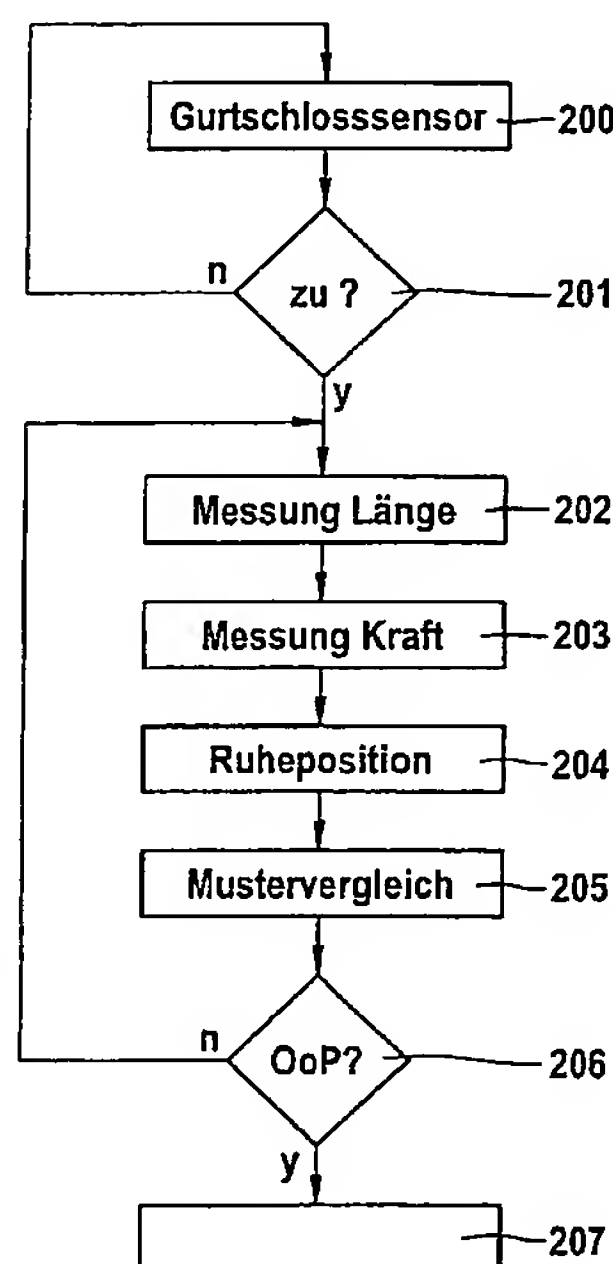 Gurtschlosssensor 200
zu ? 201
n
y
Messung Länge 202
Messung Kraft 203
Ruheposition 204
Mustervergleich 205
OoP? 206
n
y
207